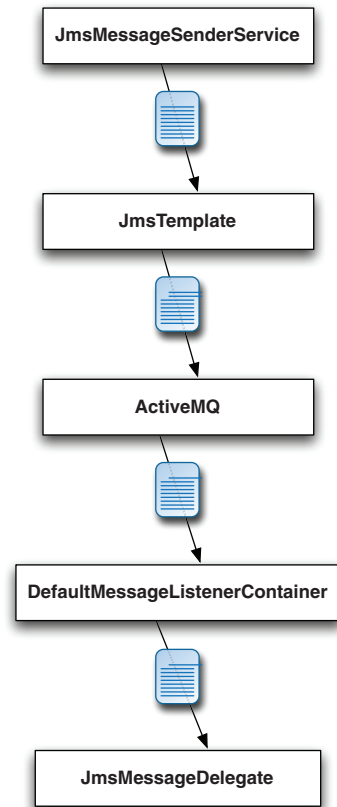 JmsMessageSenderService
JmsTemplate
ActiveMQ
DefaultMessageListenerContainer
JmsMessageDelegate